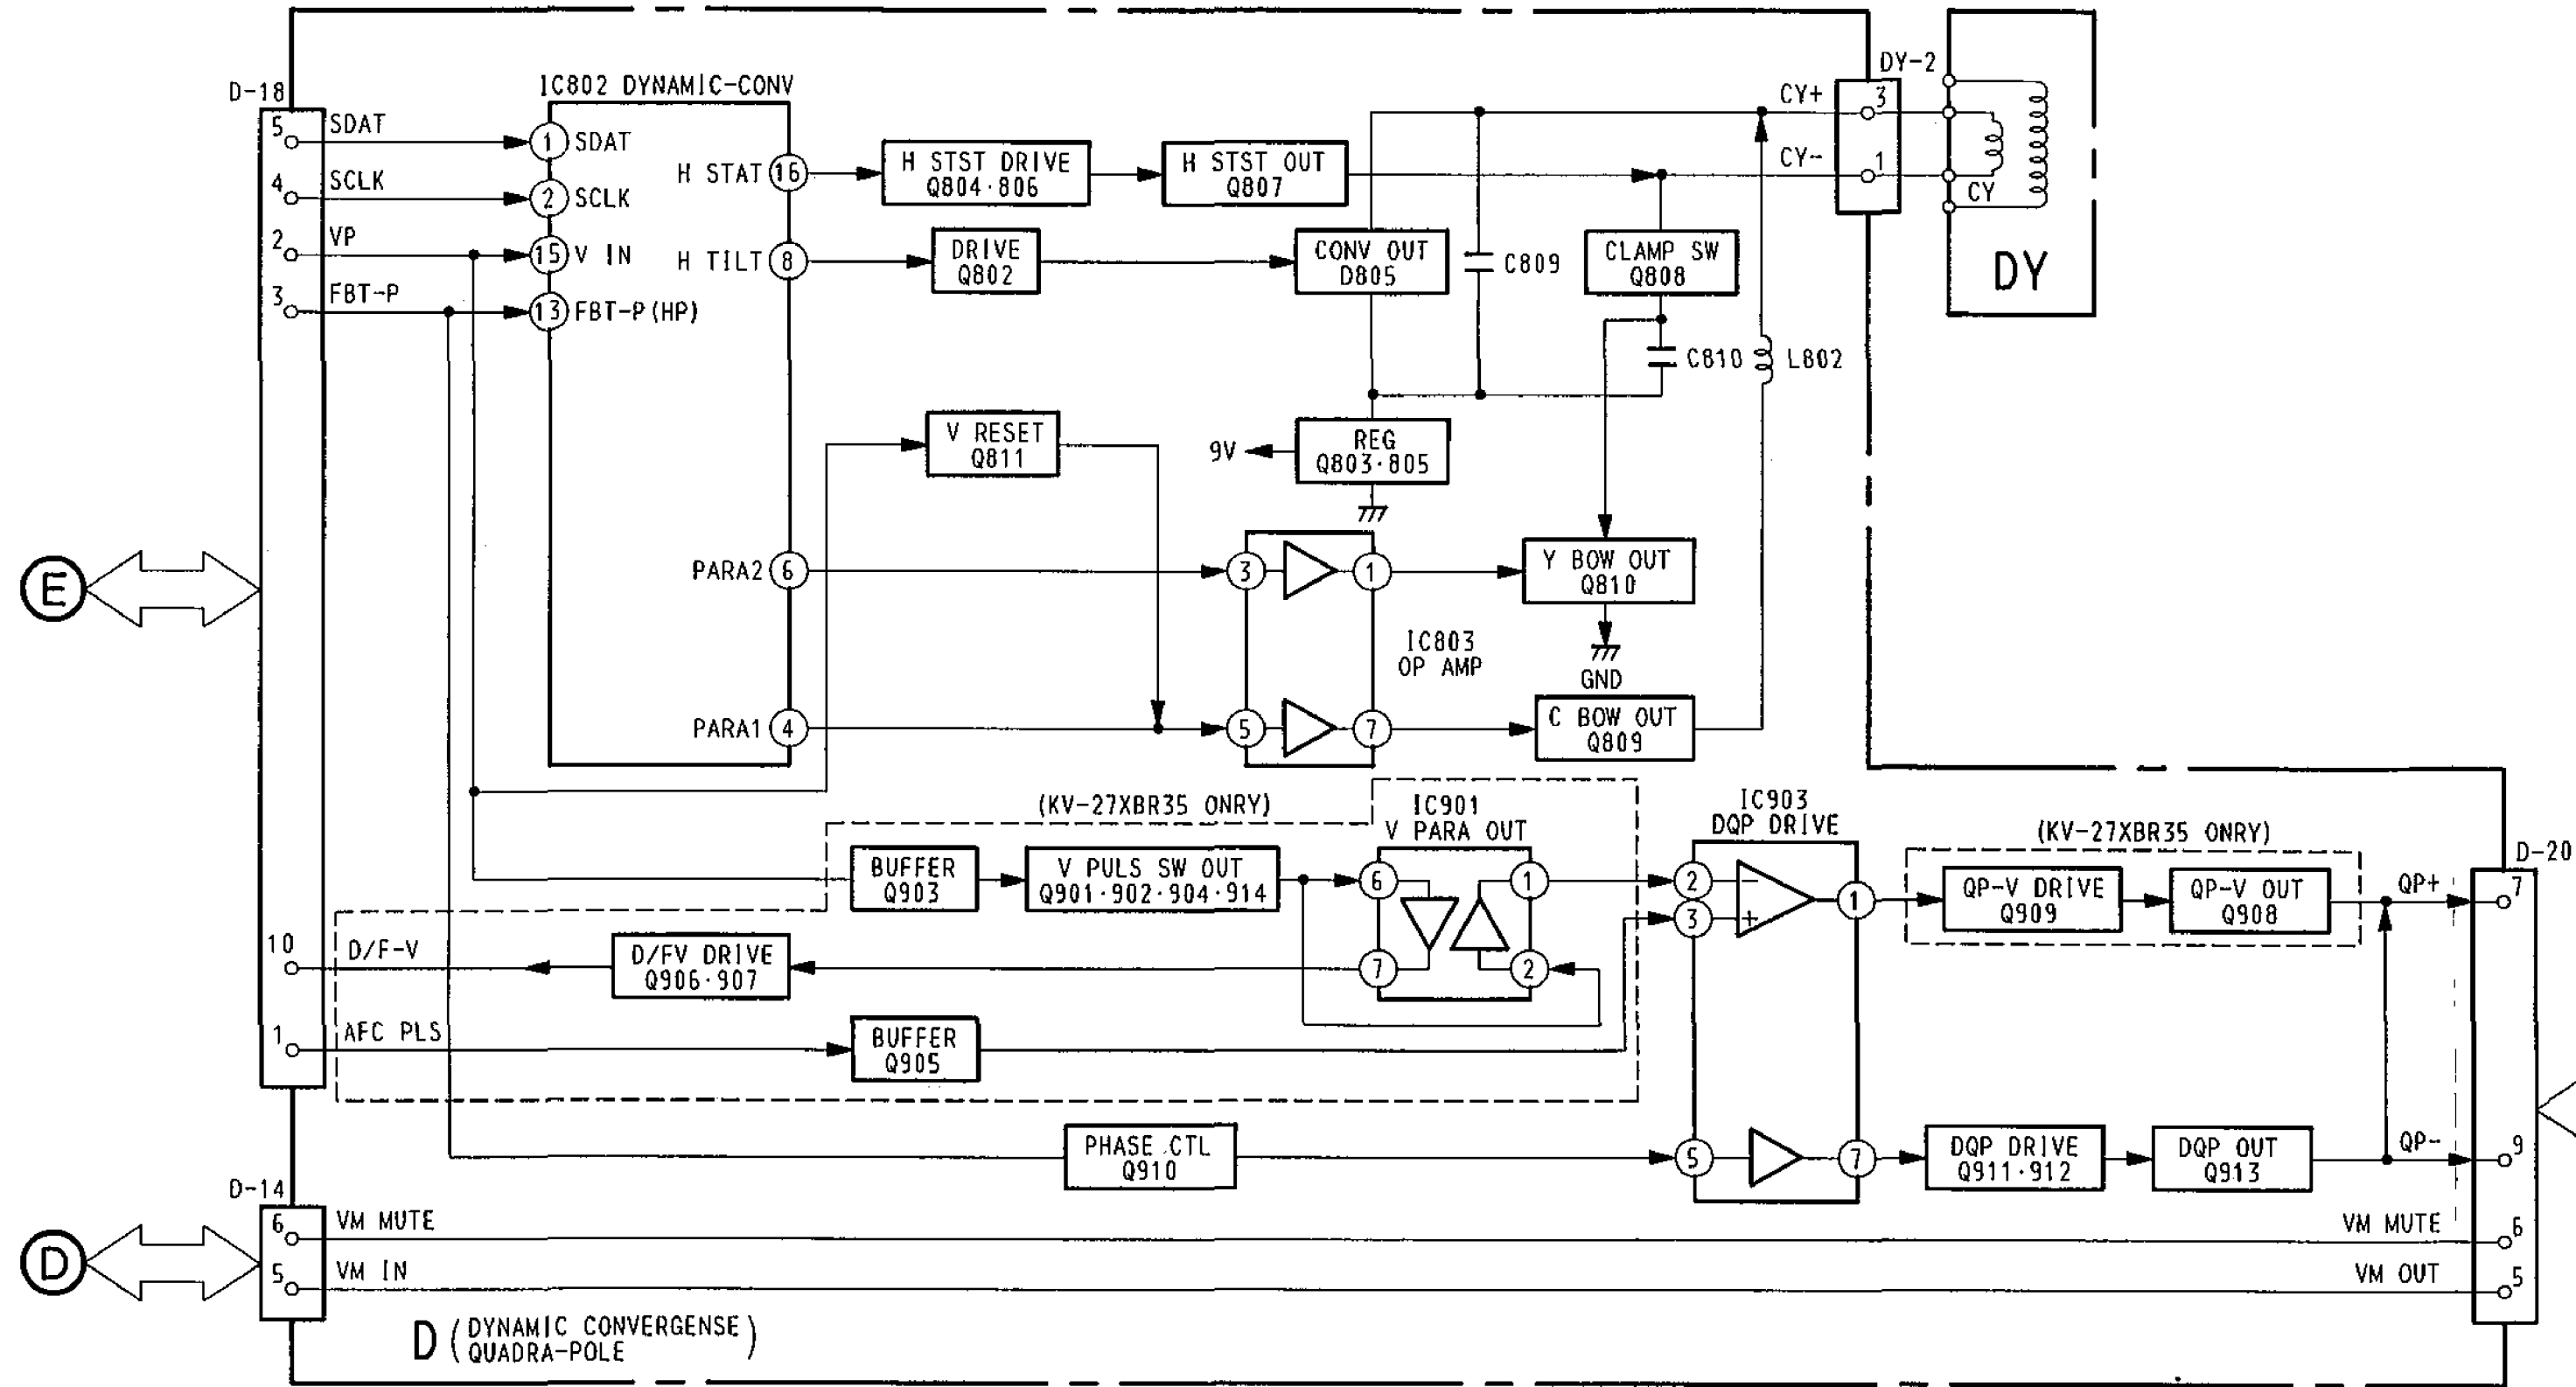 D-18
5
SDAT
4
SCLK
2
VP
3
FBT-P
10
D/F-V
1
AFC PLS
E
IC802 DYNAMIC-CONV
1 SDAT
2 SCLK
15 V IN
13 FBT-P(HP)
H STAT 16
H TILT 8
PARA2 6
PARA1 4
H STST DRIVE
Q804·806
H STST OUT
Q807
DRIVE
Q802
CONV OUT
D805
C809
CLAMP SW
Q808
C810
L802
CY+
CY-
DY-2
3
1
CY
DY
V RESET
Q811
9V
REG
Q803·805
3
1
5
7
IC803
OP AMP
Y BOW OUT
Q810
GND
C BOW OUT
Q809
(KV-27XBR35 ONRY)
IC901
V PARA OUT
BUFFER
Q903
V PULS SW OUT
Q901·902·904·914
6
1
7
2
D/FV DRIVE
Q906·907
BUFFER
Q905
PHASE CTL
Q910
IC903
DQP DRIVE
2
-
3
+
1
5
7
(KV-27XBR35 ONRY)
QP-V DRIVE
Q909
QP-V OUT
Q908
QP+
DQP DRIVE
Q911·912
DQP OUT
Q913
QP-
D-20
7
9
6
5
D-14
6
VM MUTE
5
VM IN
VM MUTE
VM OUT
D
D (DYNAMIC CONVERGENSE
QUADRA-POLE)